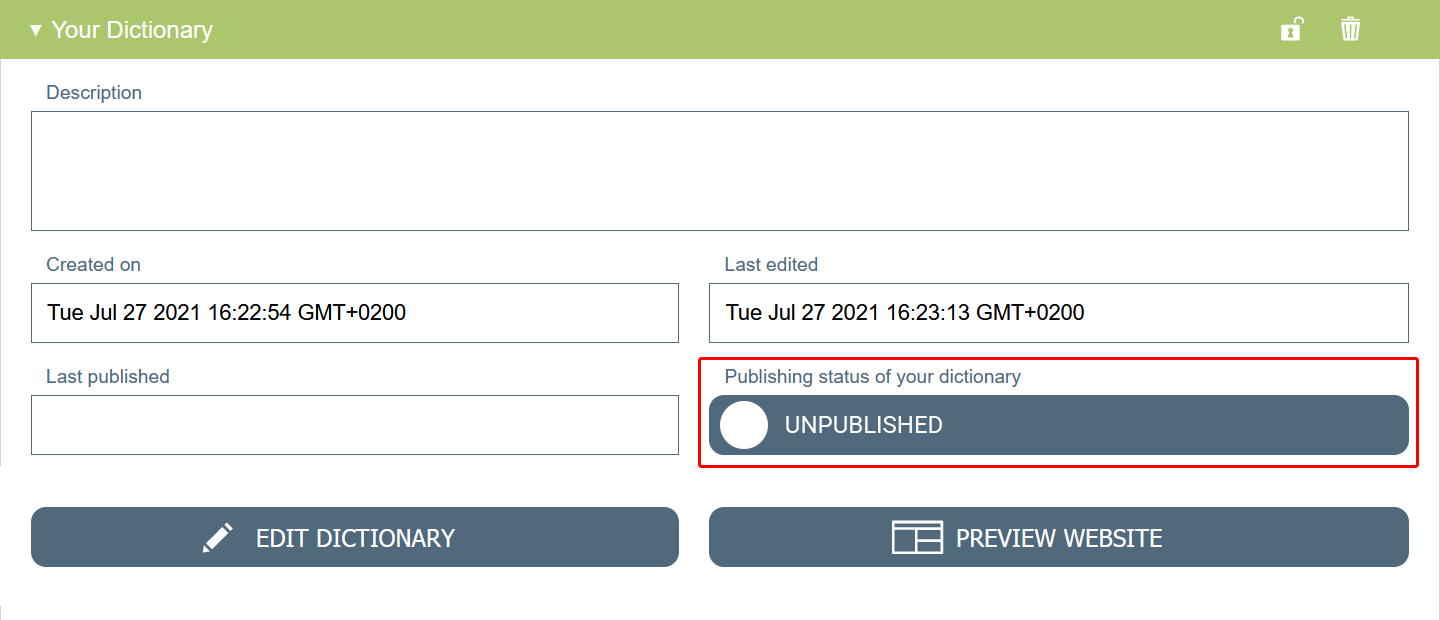 ▼ Your Dictionary
Description
Created on
Last edited
Tue Jul 27 2021 16:22:54 GMT+0200
Tue Jul 27 2021 16:23:13 GMT+0200
Last published
Publishing status of your dictionary
UNPUBLISHED
EDIT DICTIONARY
PREVIEW WEBSITE